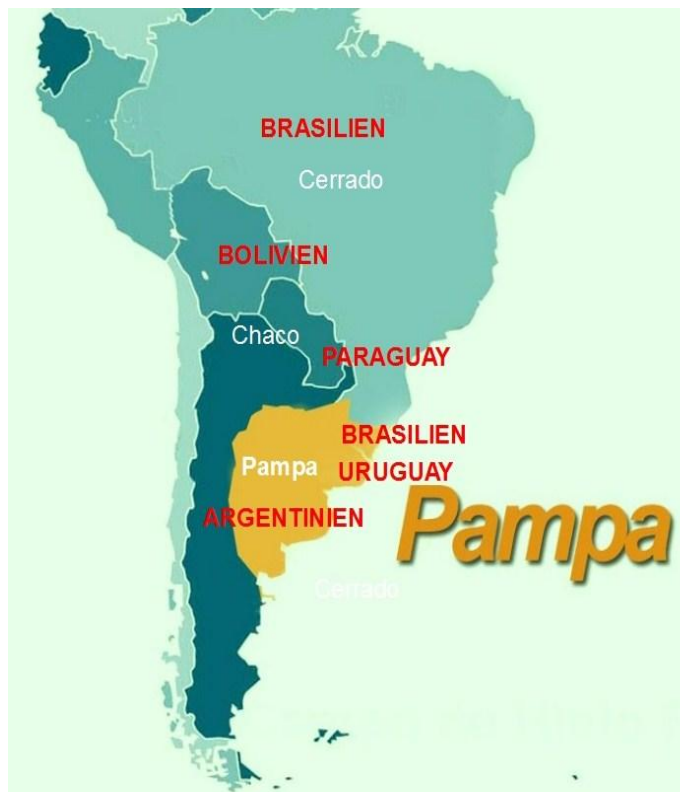 BRASILIEN
Cerrado
BOLIVIEN
Chaco
PARAGUAY
BRASILIEN
Pampa
URUGUAY
ARGENTINIEN
Pampa
Cerrado